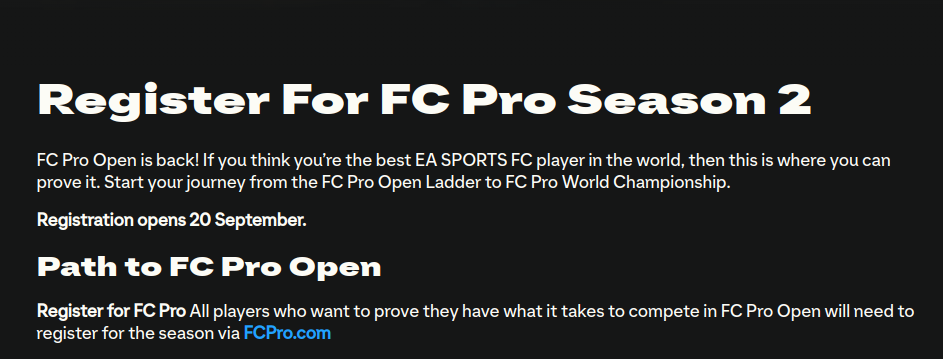 Register For FC Pro Season 2
FC Pro Open is back! If you think you're the best EA SPORTS FC player in the world, then this is where you can
prove it. Start your journey from the FC Pro Open Ladder to FC Pro World Championship.
Registration opens 20 September.
Path to FC Pro Open
Register for FC Pro All players who want to prove they have what it takes to compete in FC Pro Open will need to
register for the season via FCPro.com